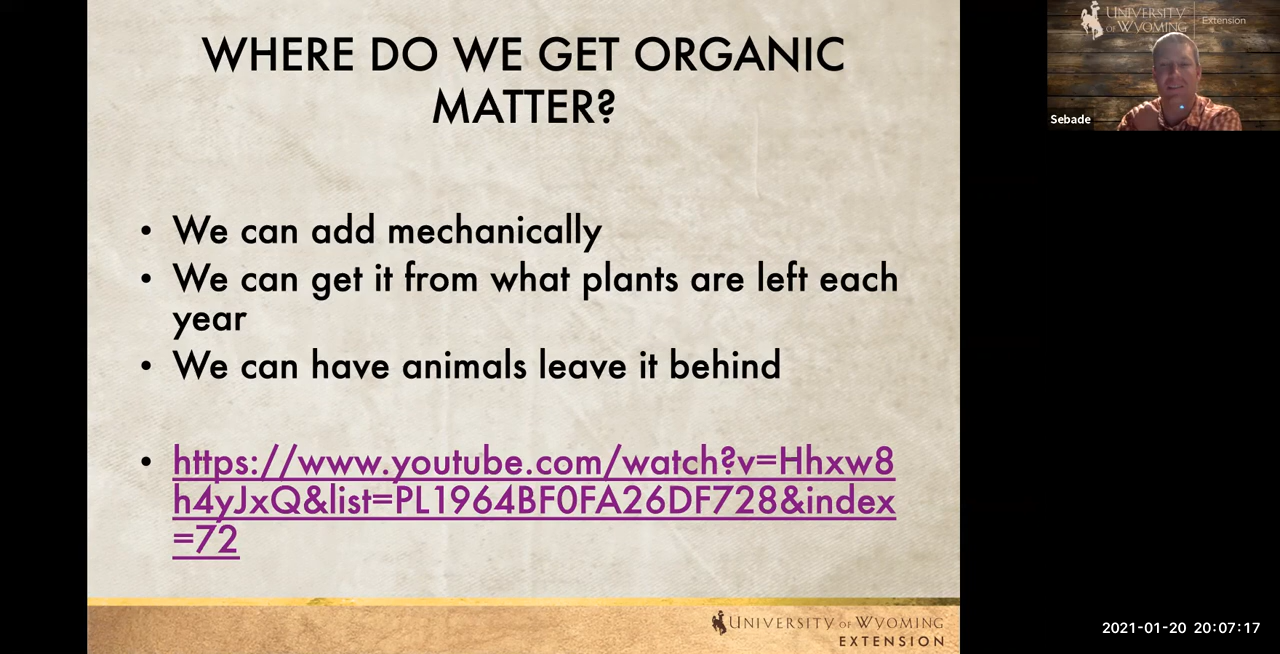 WHERE DO WE GET ORGANIC
MATTER?
• We can add mechanically
• We can get it from what plants are left each
year
• We can have animals leave it behind
• https://www.youtube.com/watch?v=Hhxw8
h4yJxQ&list=PL1964BF0FA26DF728&index
=72
UNIVERSITY OF WYOMING
EXTENSION
UNIVERSITY
OF WYOMING
Extension
Sebade
2021-01-20 20:07:17